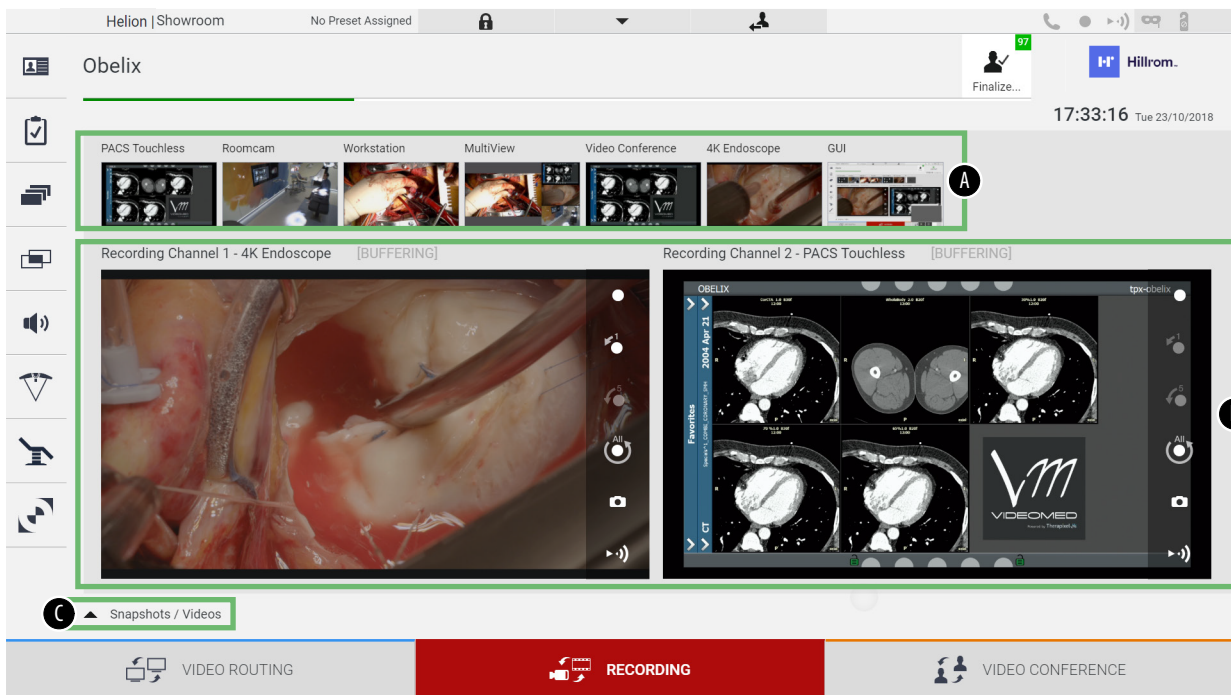 Helion | Showroom No Preset Assigned
97
Obelix
Finalize...
Hillrom™
17:33:16 Tue 23/10/2018
PACS Touchless Roomcam Workstation MultiView Video Conference 4K Endoscope GUI
A
Recording Channel 1 - 4K Endoscope [BUFFERING]
Recording Channel 2 - PACS Touchless [BUFFERING]
OBELIX tpx-obelix
2004 Apr 21
Favorites
CT
1
5
All
1
5
All
VIDEOMED
C
Snapshots / Videos
VIDEO ROUTING RECORDING VIDEO CONFERENCE